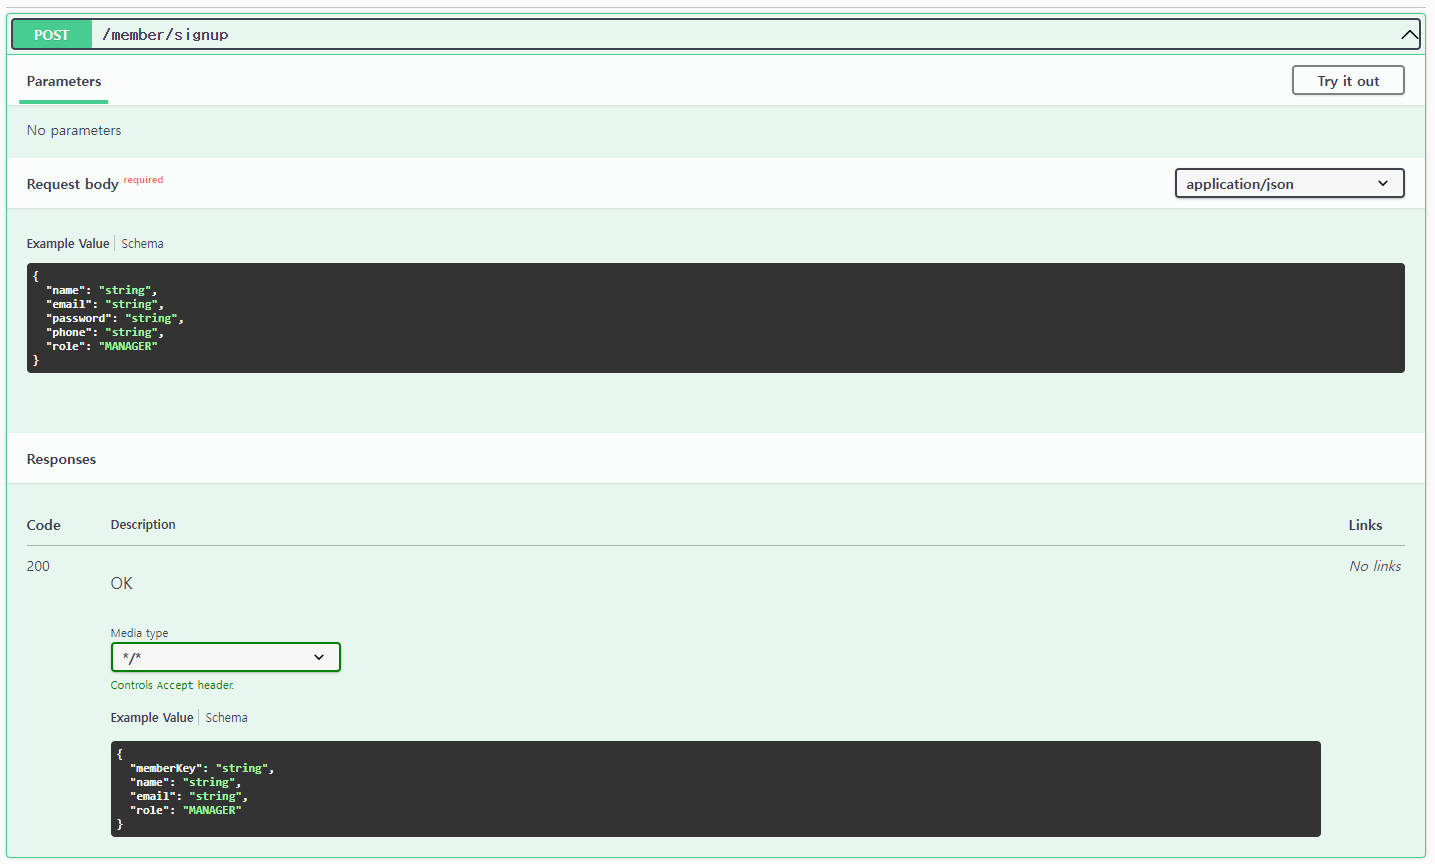 POST /member/signup
Parameters
Try it out
No parameters
Request body required
application/json
Example Value Schema
{
  "name": "string",
  "email": "string",
  "password": "string",
  "phone": "string",
  "role": "MANAGER"
}
Responses
Code Description Links
200 OK No links
Media type
*/*
Controls Accept header.
Example Value Schema
{
  "memberKey": "string",
  "name": "string",
  "email": "string",
  "role": "MANAGER"
}